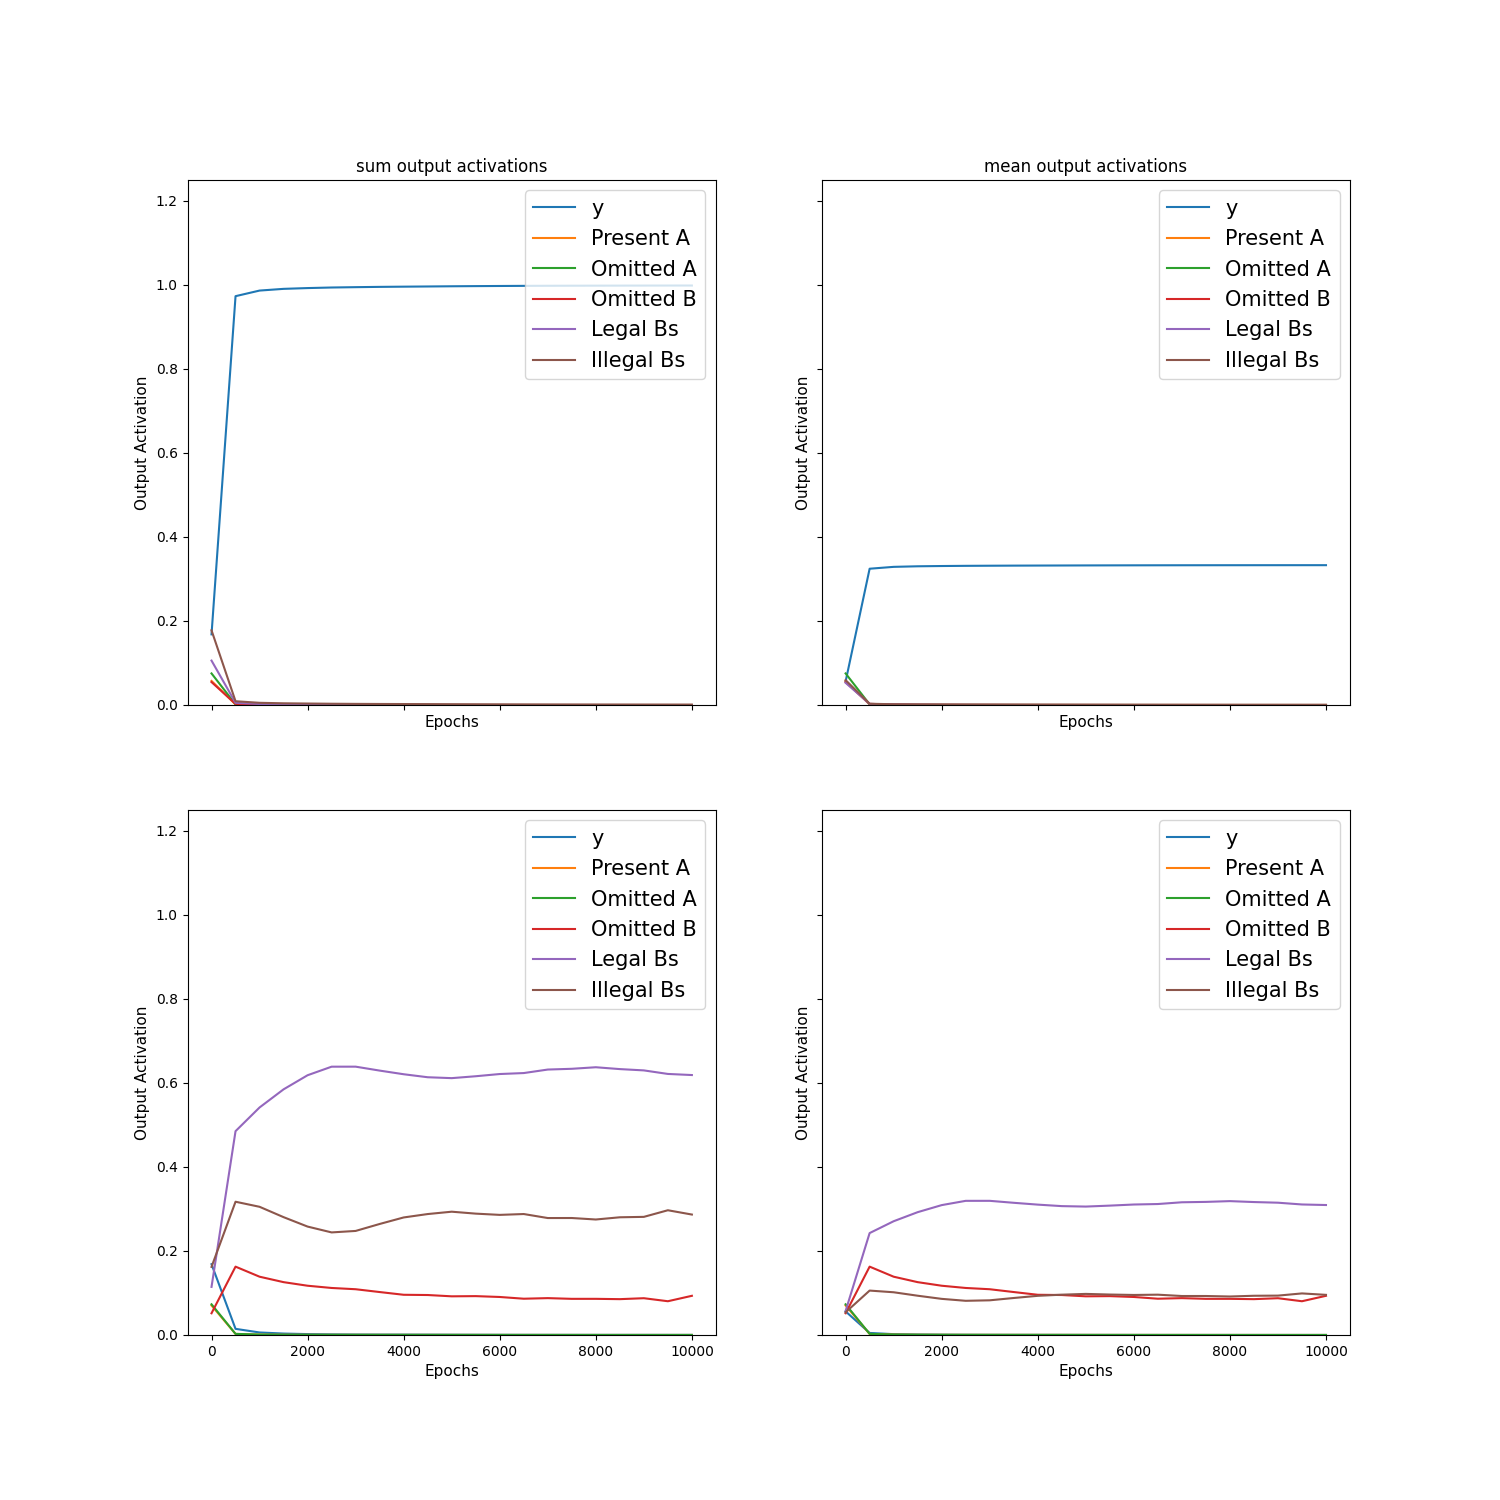 sum output activations
1.2
1.0
0.8
0.6
0.4
0.2
0.0
Output Activation
Epochs
y
Present A
Omitted A
Omitted B
Legal Bs
Illegal Bs
mean output activations
Output Activation
Epochs
y
Present A
Omitted A
Omitted B
Legal Bs
Illegal Bs
1.2
1.0
0.8
0.6
0.4
0.2
0.0
Output Activation
0 2000 4000 6000 8000 10000
Epochs
y
Present A
Omitted A
Omitted B
Legal Bs
Illegal Bs
Output Activation
0 2000 4000 6000 8000 10000
Epochs
y
Present A
Omitted A
Omitted B
Legal Bs
Illegal Bs